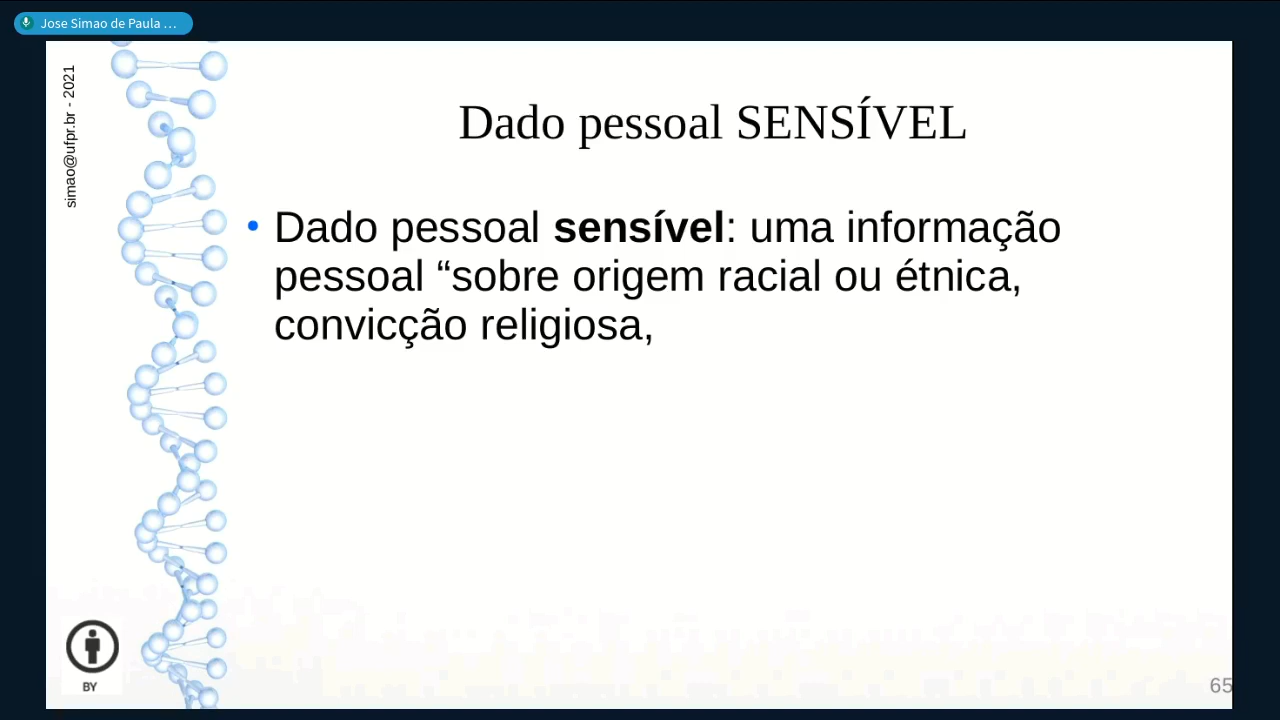 Jose Simao de Paula ...
simao@ufpr.br - 2021
Dado pessoal SENSÍVEL
• Dado pessoal sensível: uma informação
pessoal “sobre origem racial ou étnica,
convicção religiosa,
BY
65